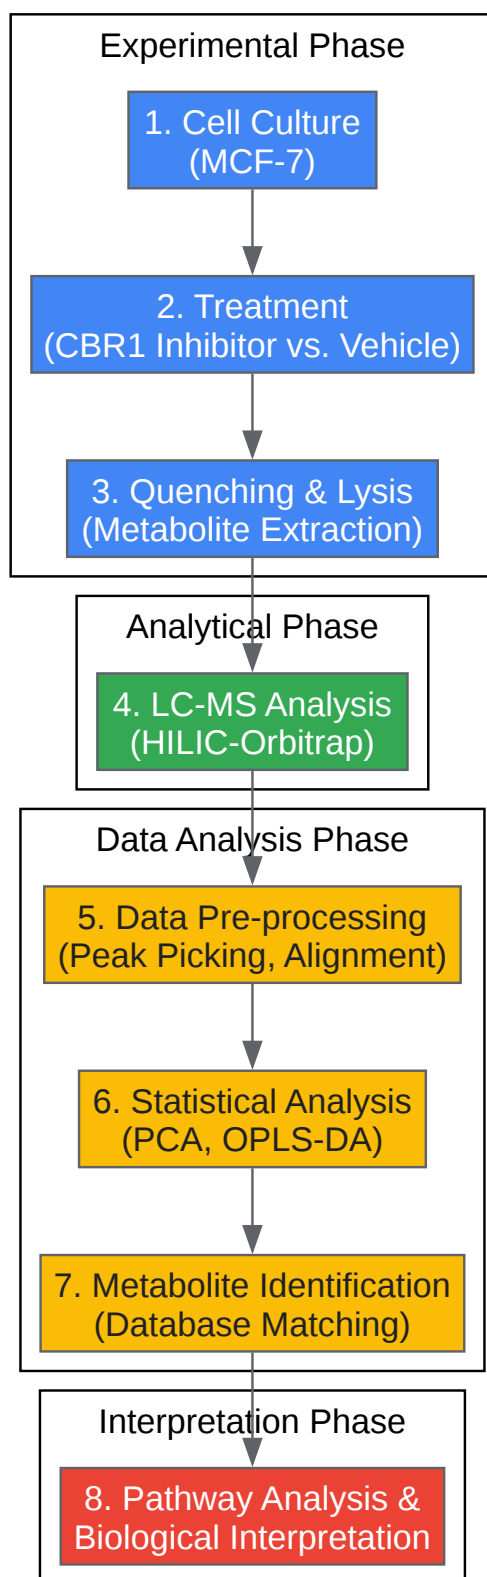 Experimental Phase
1. Cell Culture
(MCF-7)
2. Treatment
(CBR1 Inhibitor vs. Vehicle)
3. Quenching & Lysis
(Metabolite Extraction)
Analytical Phase
4. LC-MS Analysis
(HILIC-Orbitrap)
Data Analysis Phase
5. Data Pre-processing
(Peak Picking, Alignment)
6. Statistical Analysis
(PCA, OPLS-DA)
7. Metabolite Identification
(Database Matching)
Interpretation Phase
8. Pathway Analysis &
Biological Interpretation